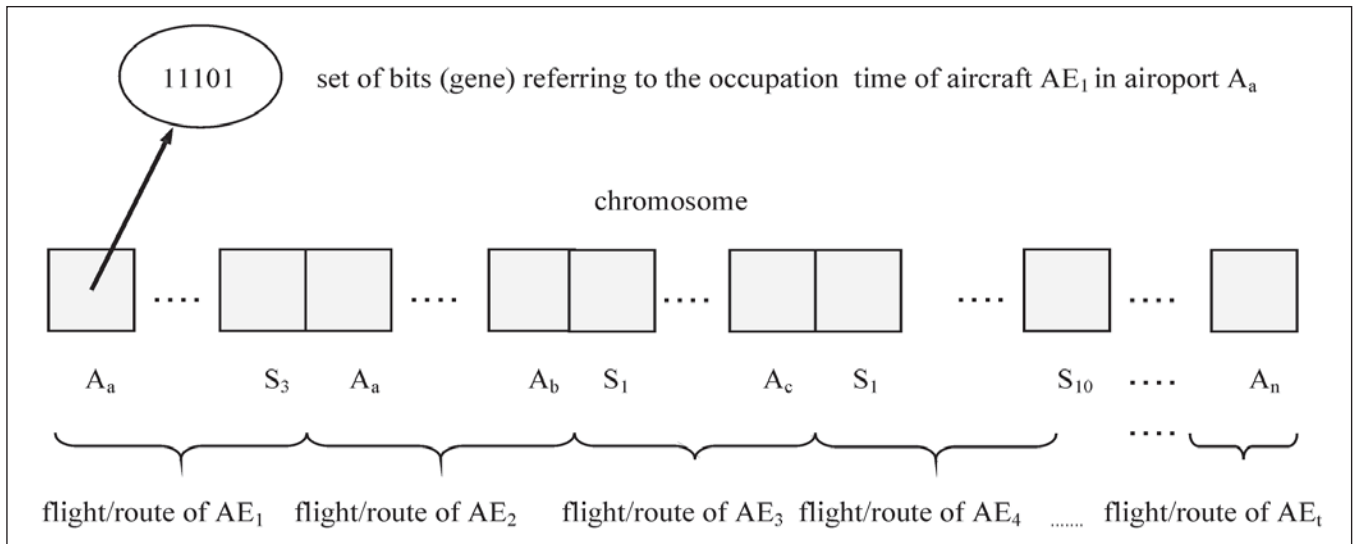 11101 set of bits (gene) referring to the occupation time of aircraft AE₁ in airoport Aₐ
chromosome
.... .... .... .... ....
Aₐ S₃ Aₐ A_b S₁ A_c S₁ S₁₀ .... Aₙ
....
flight/route of AE₁ flight/route of AE₂ flight/route of AE₃ flight/route of AE₄ ....... flight/route of AEₜ